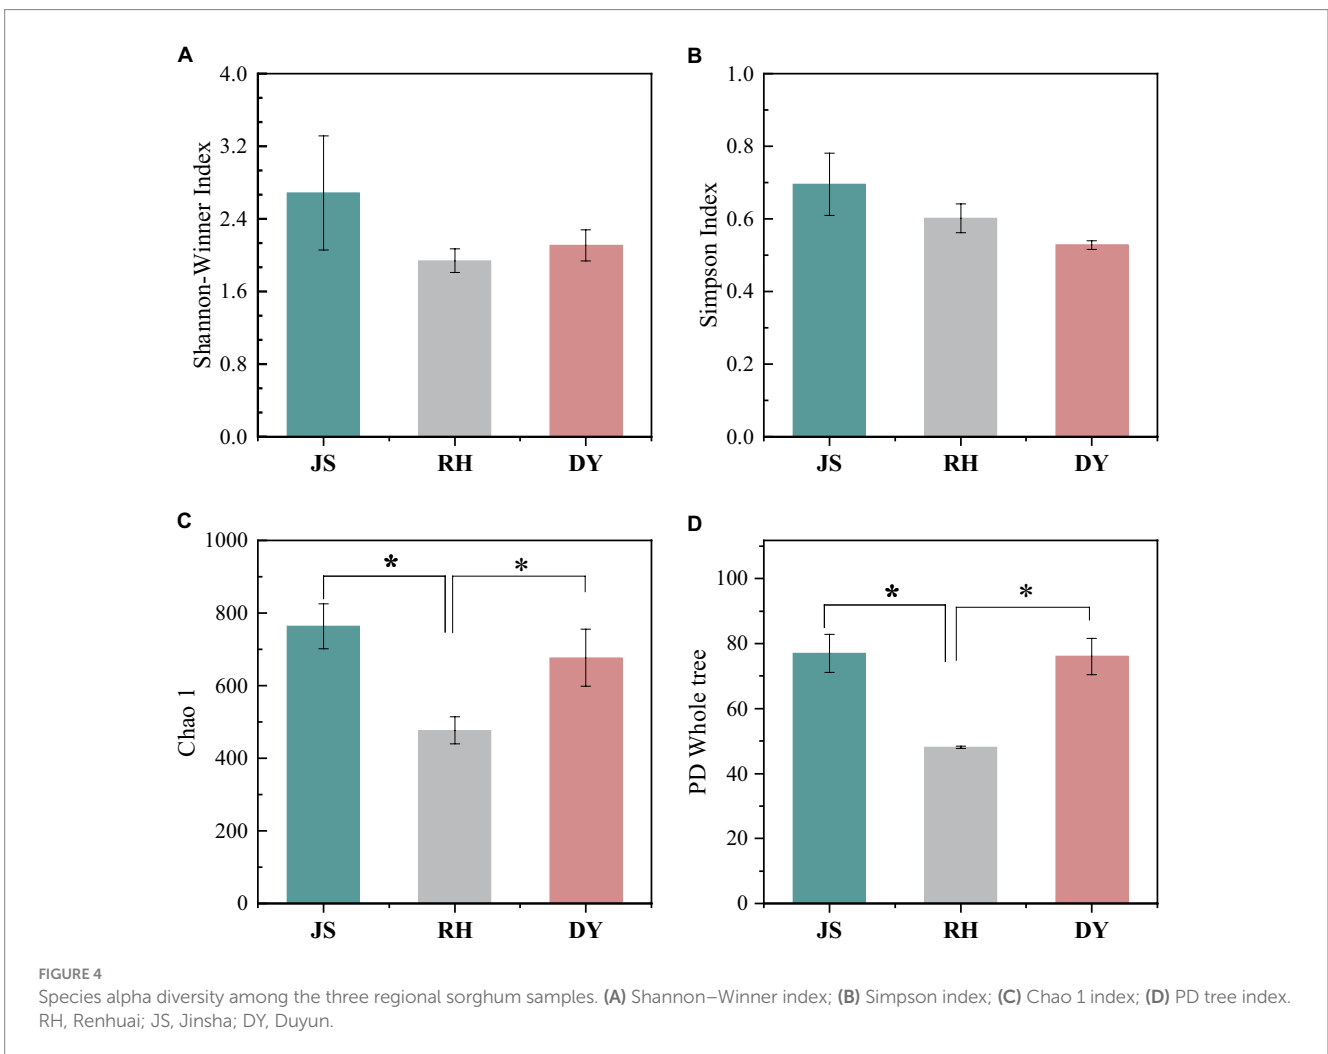 A
4.0
3.2
2.4
1.6
0.8
0.0
Shannon-Winner Index
JS RH DY
B
1.0
0.8
0.6
0.4
0.2
0.0
Simpson Index
JS RH DY
C
1000
800
600
400
200
0
Chao 1
* *
JS RH DY
D
100
80
60
40
20
0
PD Whole tree
* *
JS RH DY
FIGURE 4
Species alpha diversity among the three regional sorghum samples. (A) Shannon–Winner index; (B) Simpson index; (C) Chao 1 index; (D) PD tree index.
RH, Renhuai; JS, Jinsha; DY, Duyun.